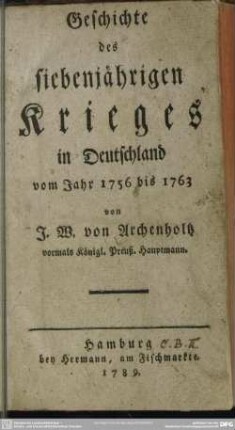 Geschichte
des
siebenjährigen
Krieges
in Deutschland
vom Jahr 1756 bis 1763
von
J. W. von Archenholtz
vormals Königl. Preuß. Hauptmann.
Hamburg
bey Hermann, am Fischmarkte.
1789.